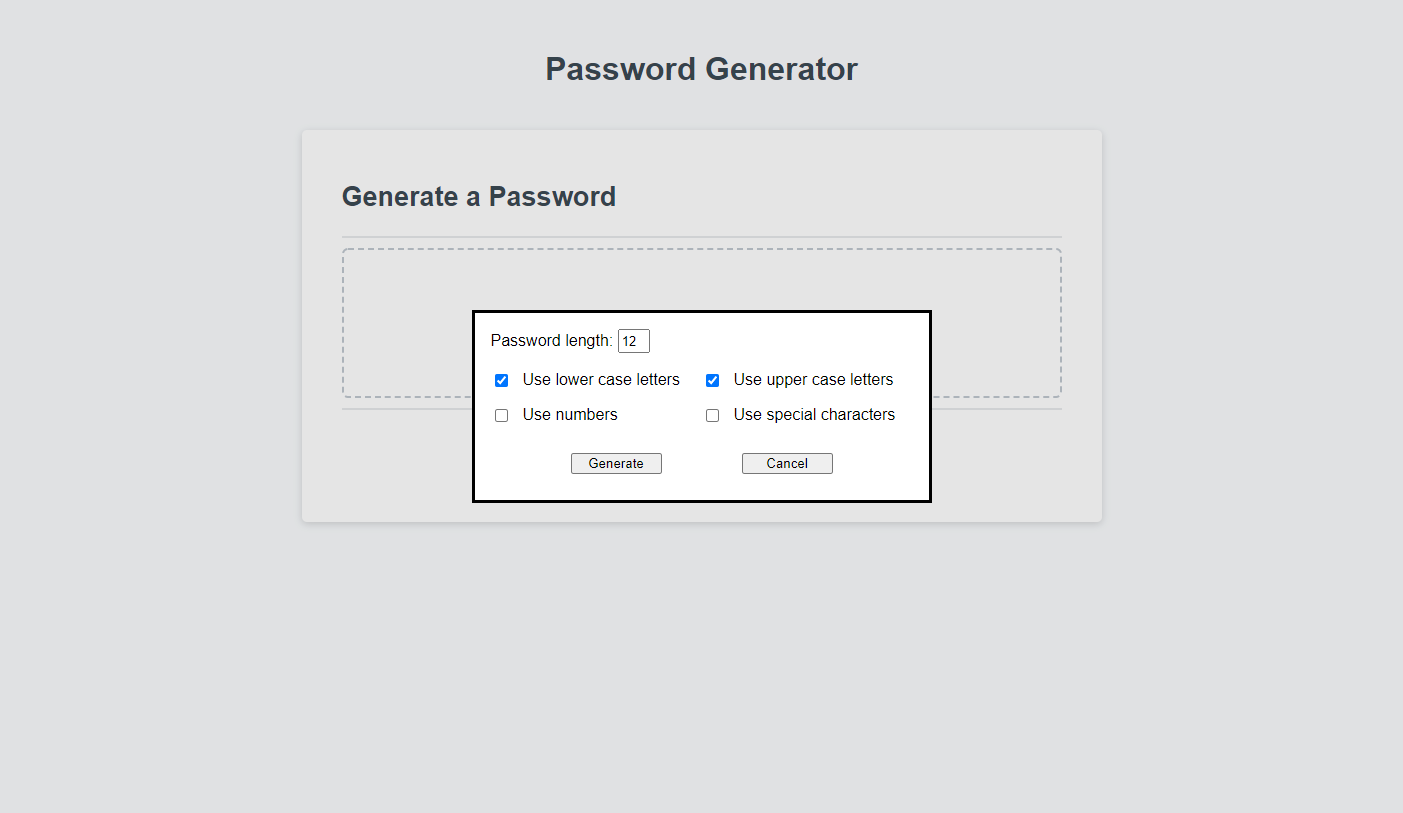 Password Generator
Generate a Password
Password length: 12
Use lower case letters Use upper case letters
Use numbers Use special characters
Generate Cancel